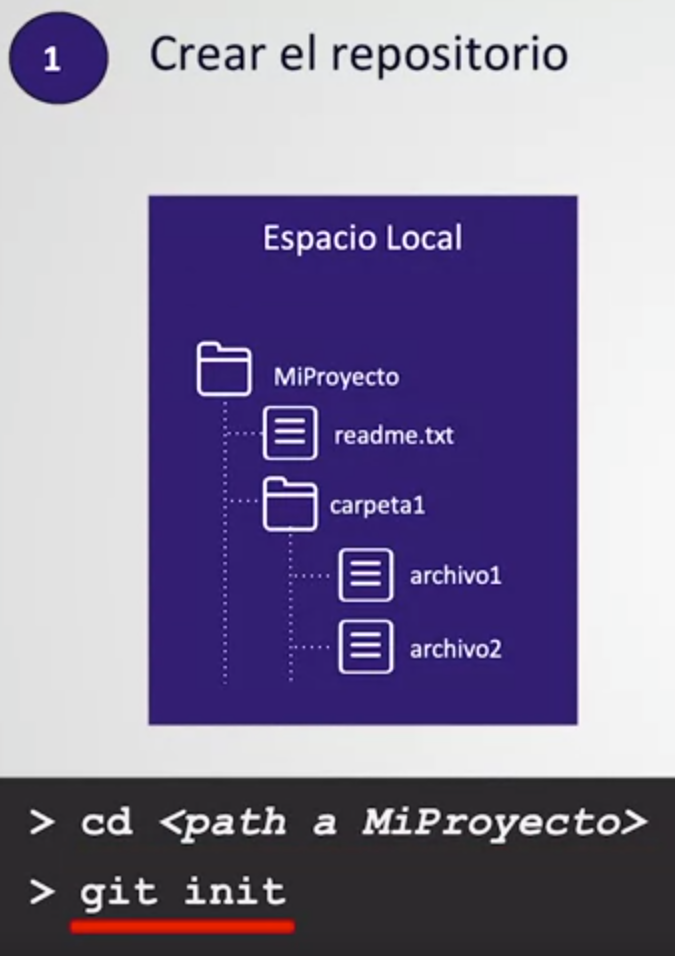 1
Crear el repositorio
Espacio Local
MiProyecto
readme.txt
carpeta1
archivo1
archivo2
> cd <path a MiProyecto>
> git init